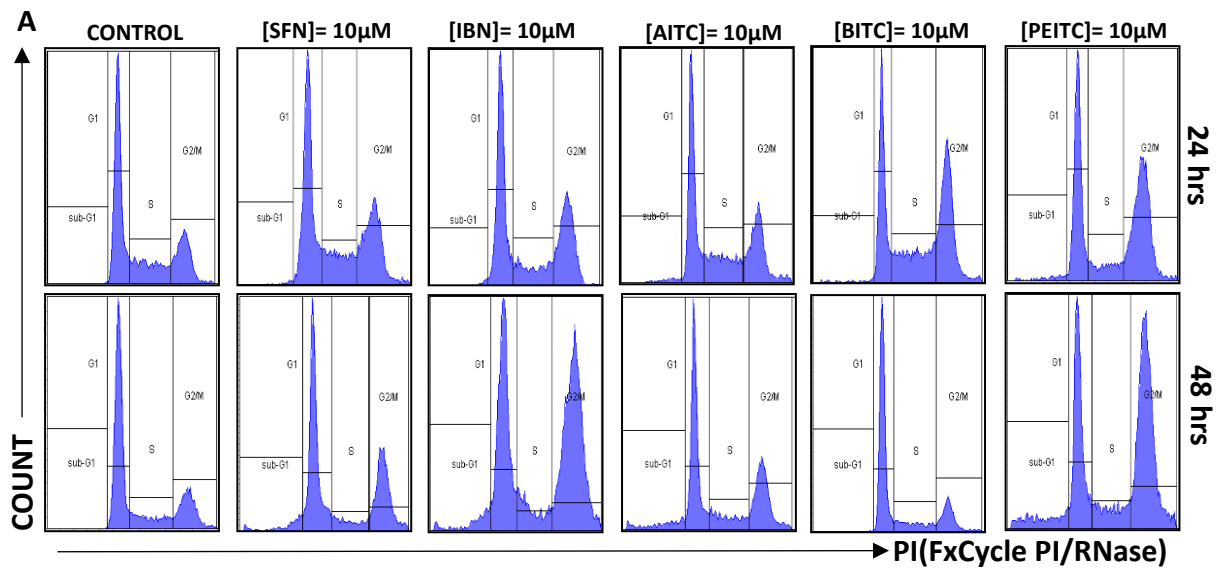 A
CONTROL
[SFN]= 10μM
[IBN]= 10μM
[AITC]= 10μM
[BITC]= 10μM
[PEITC]= 10μM
G1
sub-G1
S
G2/M
G1
sub-G1
S
G2/M
G1
sub-G1
S
G2/M
G1
sub-G1
S
G2/M
G1
sub-G1
S
G2/M
G1
sub-G1
S
G2/M
24 hrs
G1
sub-G1
S
G2/M
G1
sub-G1
S
G2/M
G1
sub-G1
S
G2/M
G1
sub-G1
S
G2/M
G1
sub-G1
S
G2/M
G1
sub-G1
S
G2/M
48 hrs
COUNT
PI(FxCycle PI/RNase)